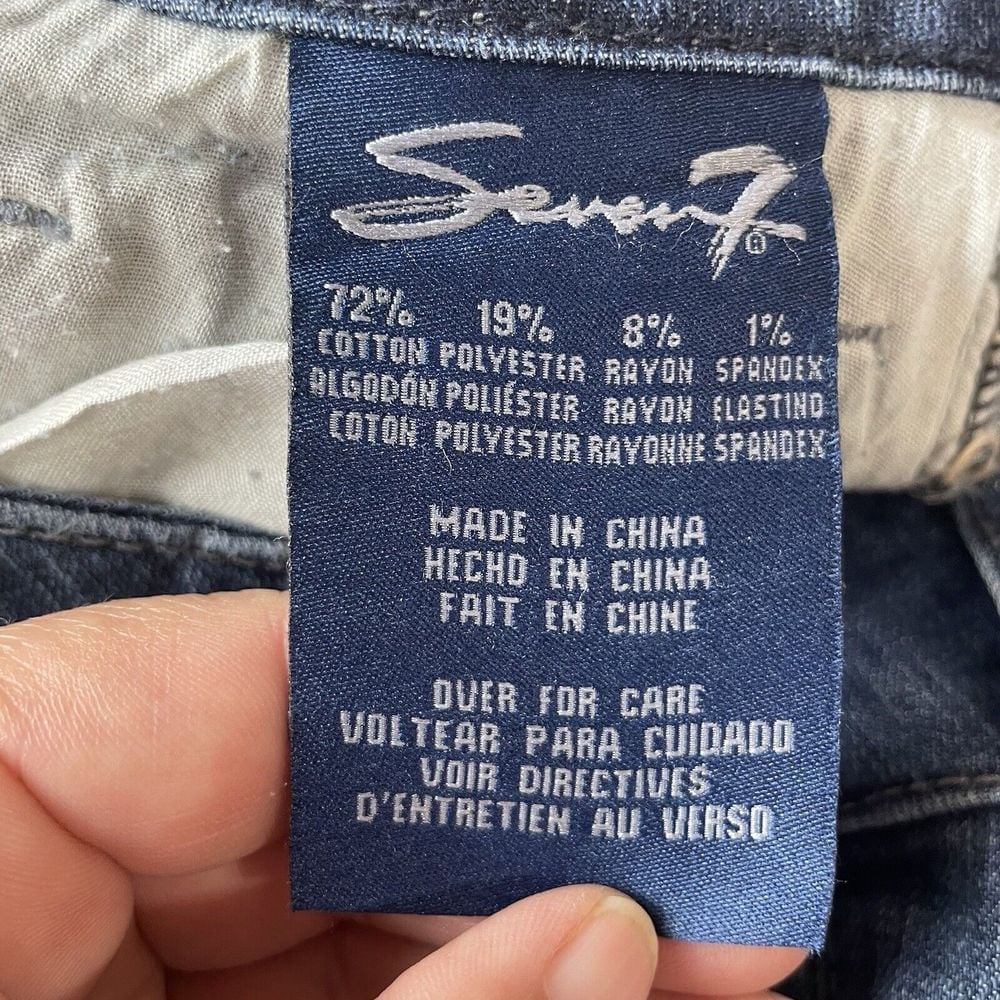 Seven7®
72% 19% 8% 1%
COTTON POLYESTER RAYON SPANDEX
ALGODÓN POLIÉSTER RAYON ELASTINO
COTON POLYESTER RAYONNE SPANDEX
MADE IN CHINA
HECHO EN CHINA
FAIT EN CHINE
OVER FOR CARE
VOLTEAR PARA CUIDADO
VOIR DIRECTIVES
D'ENTRETIEN AU VERSO